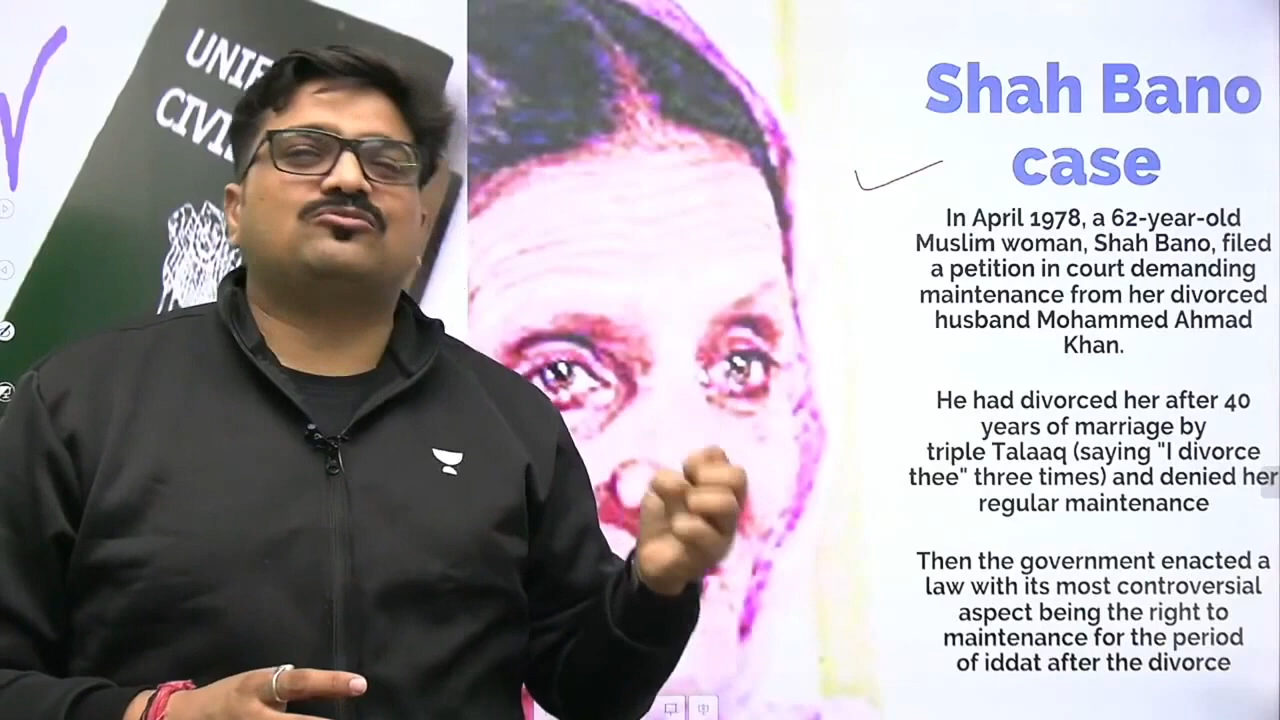 UNIF
CIVI
Shah Bano
case
In April 1978, a 62-year-old
Muslim woman, Shah Bano, filed
a petition in court demanding
maintenance from her divorced
husband Mohammed Ahmad
Khan.
He had divorced her after 40
years of marriage by
triple Talaaq (saying "I divorce
thee" three times) and denied her
regular maintenance
Then the government enacted a
law with its most controversial
aspect being the right to
maintenance for the period
of iddat after the divorce